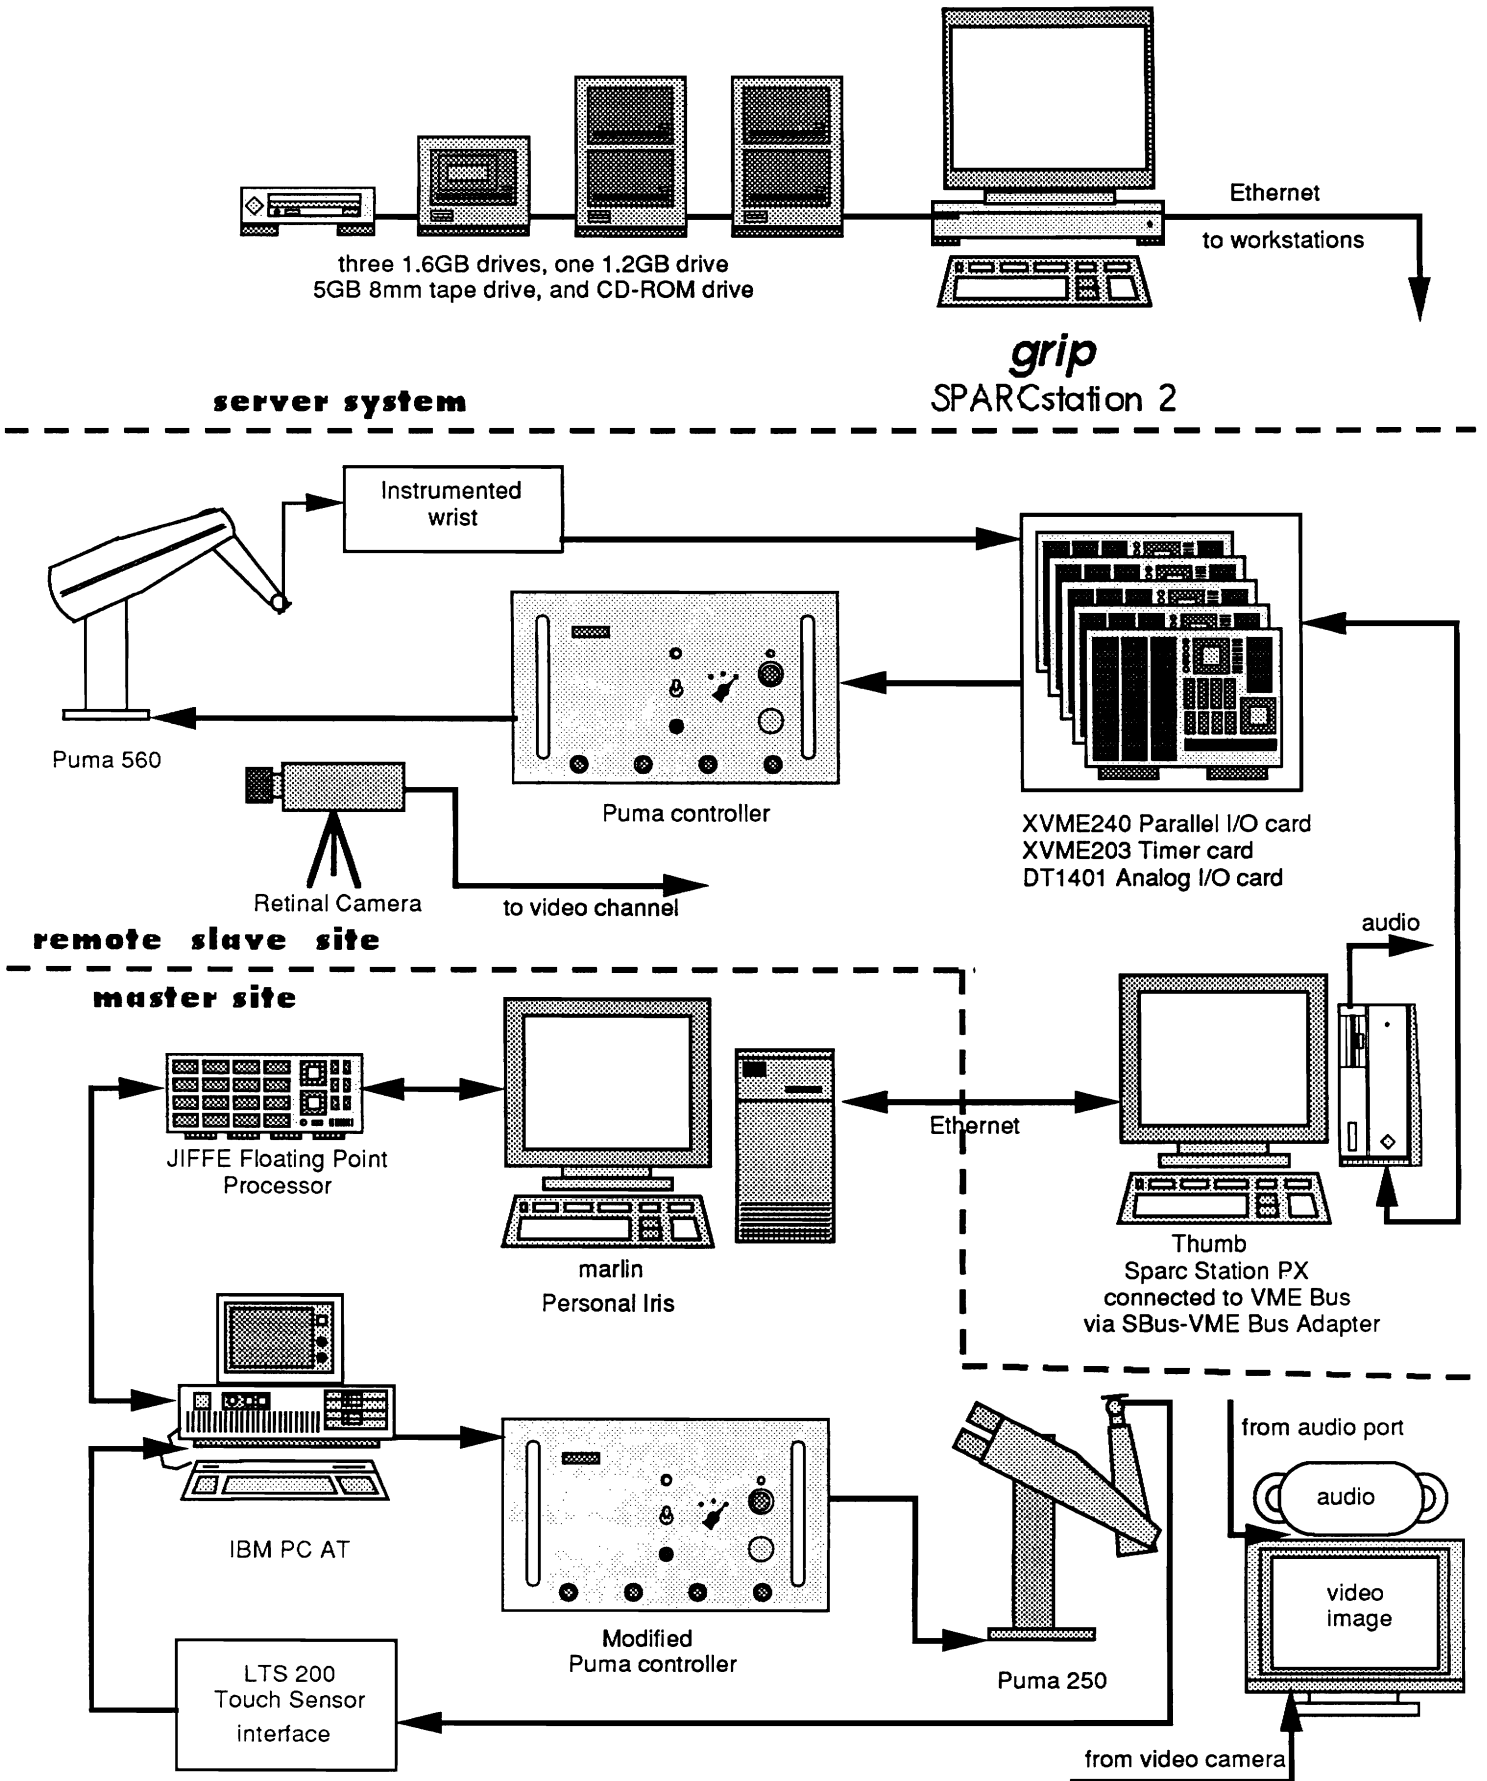 Ethernet
to workstations
three 1.6GB drives, one 1.2GB drive
5GB 8mm tape drive, and CD-ROM drive
grip
SPARCstation 2
server system
Instrumented
wrist
Puma 560
Puma controller
XVME240 Parallel I/O card
XVME203 Timer card
DT1401 Analog I/O card
Retinal Camera
to video channel
remote slave site
audio
master site
JIFFE Floating Point
Processor
Ethernet
marlin
Personal Iris
Thumb
Sparc Station PX
connected to VME Bus
via SBus-VME Bus Adapter
IBM PC AT
from audio port
audio
video
image
Modified
Puma controller
Puma 250
LTS 200
Touch Sensor
interface
from video camera